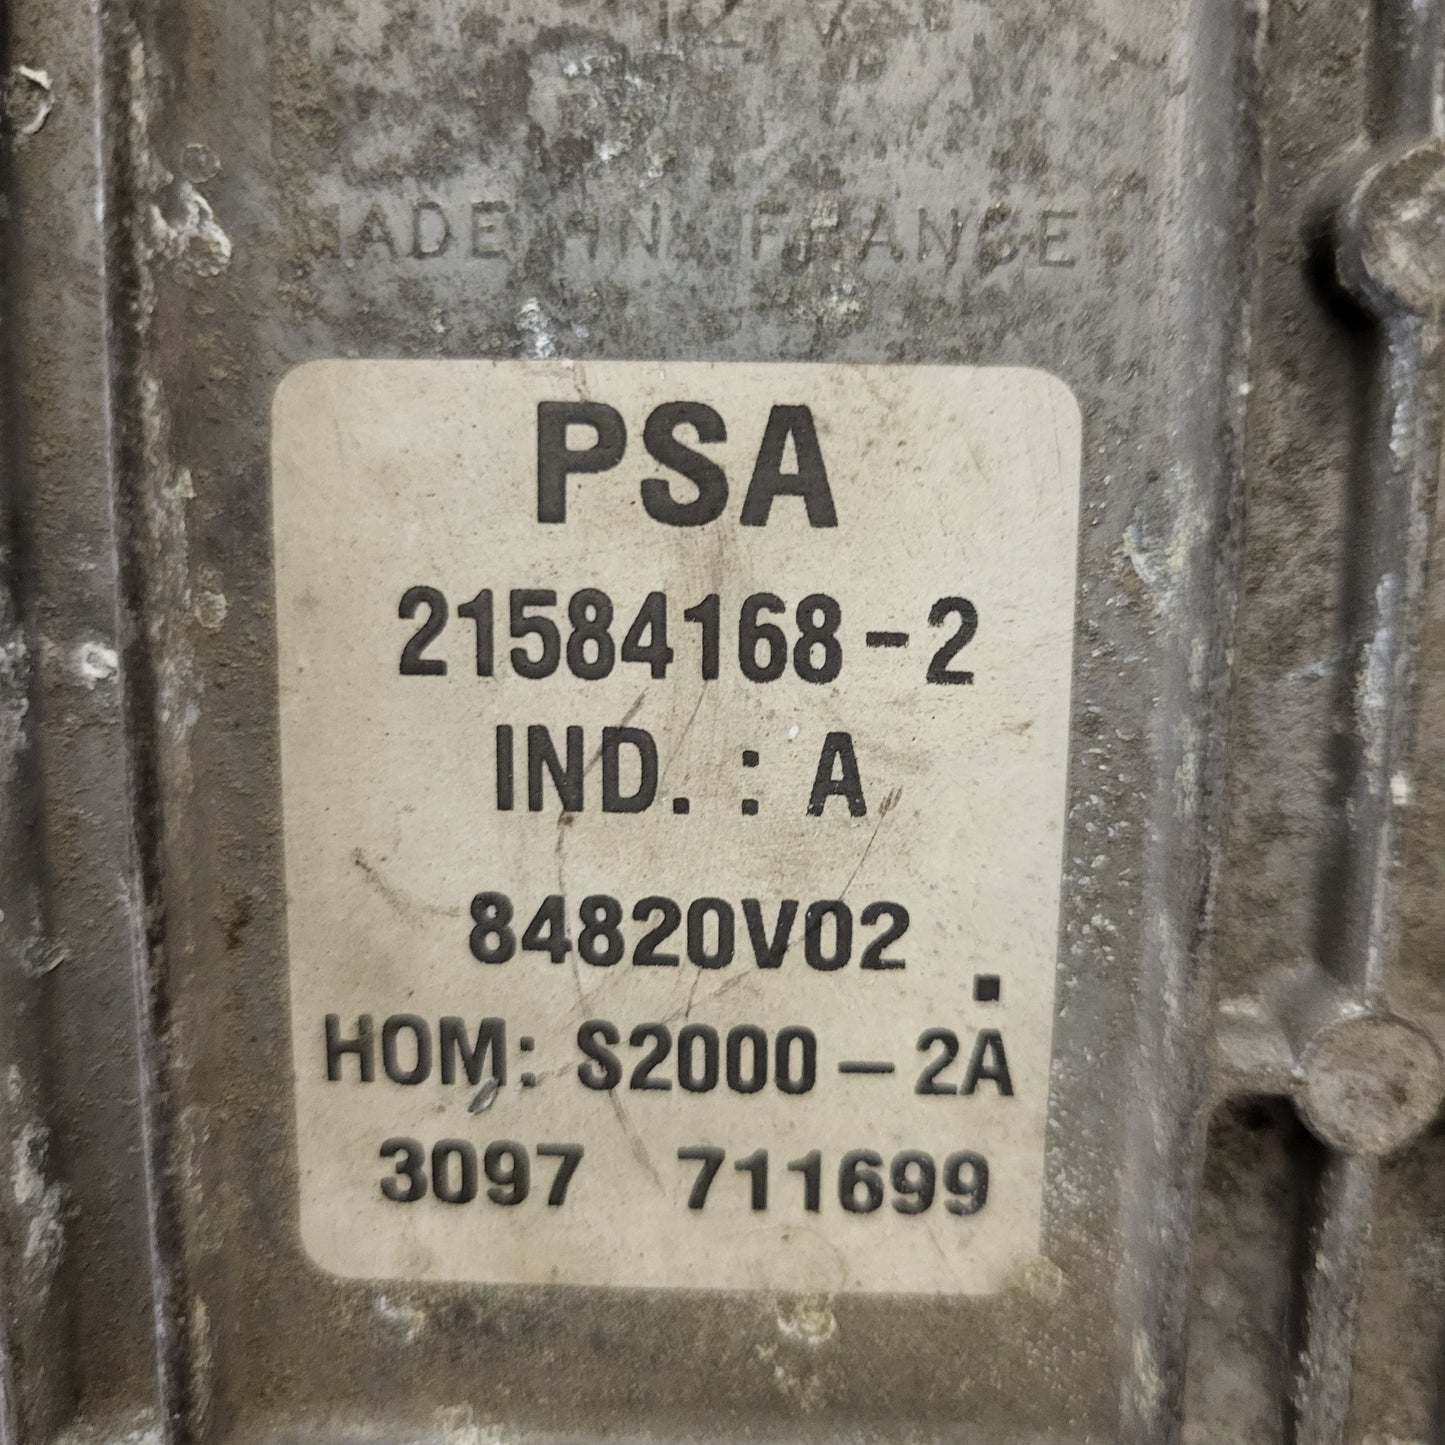 MADE IN FRANCE
PSA
21584168-2
IND. : A
84820V02
HOM: S2000-2A
3097 711699